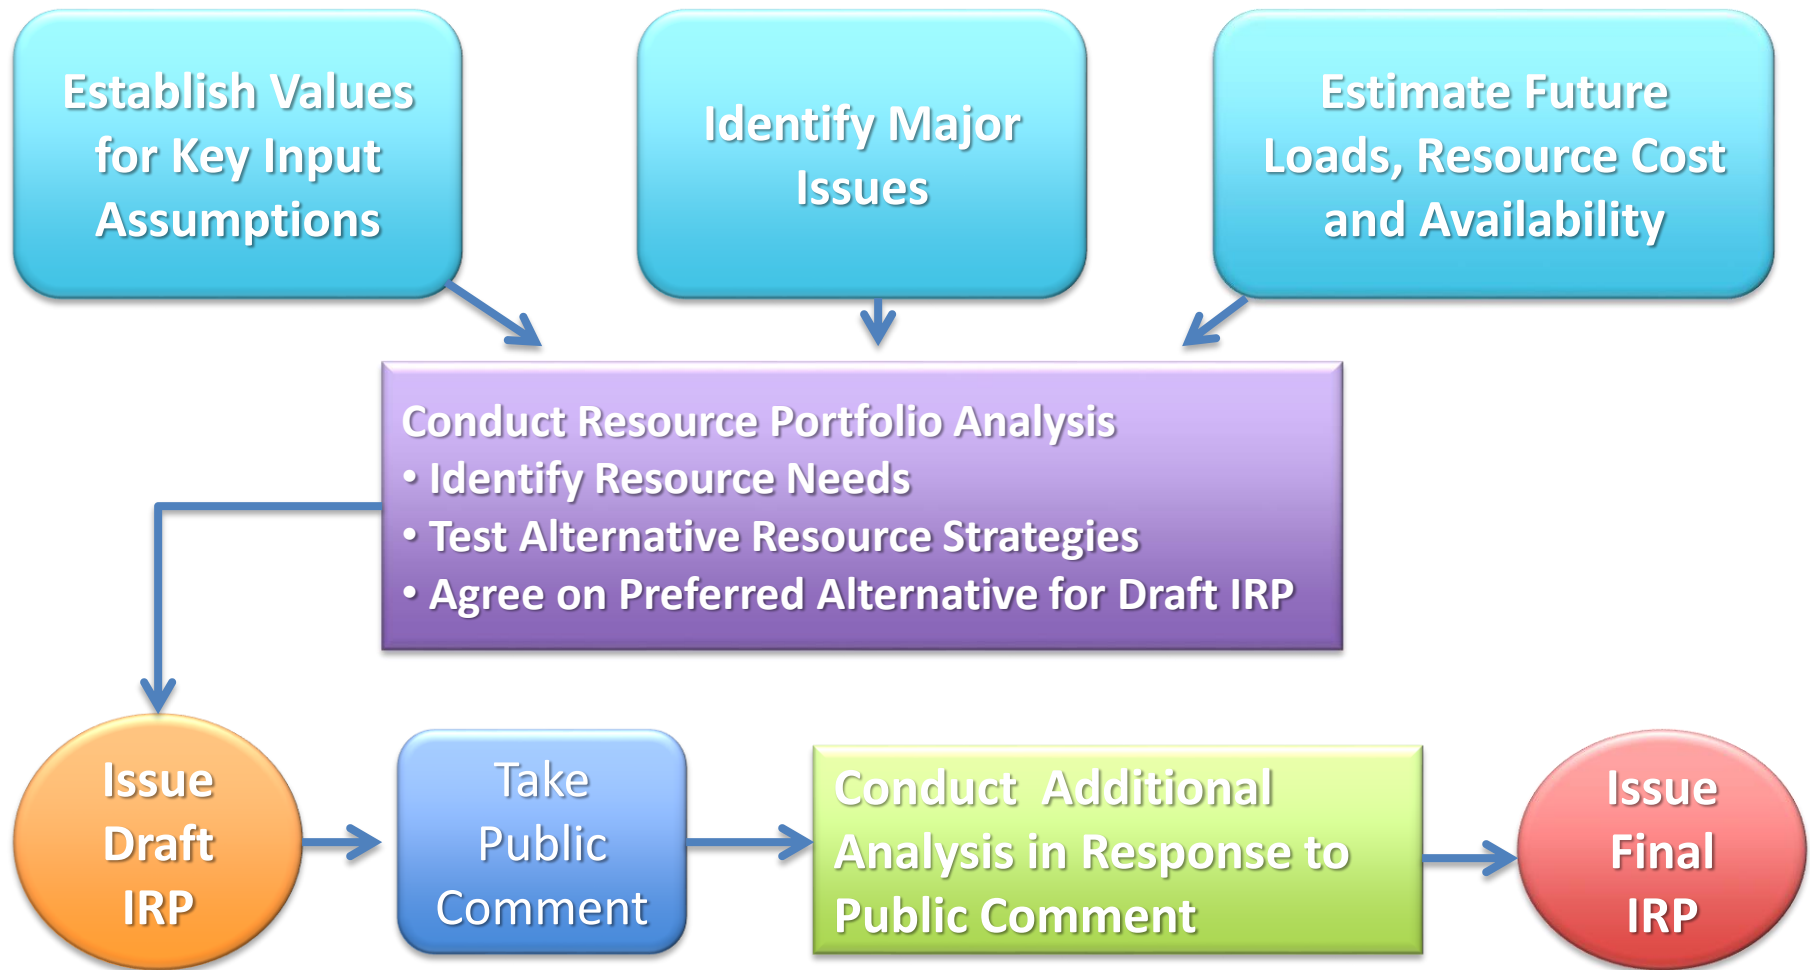 Establish Values
for Key Input
Assumptions
Identify Major
Issues
Estimate Future
Loads, Resource Cost
and Availability
Conduct Resource Portfolio Analysis
• Identify Resource Needs
• Test Alternative Resource Strategies
• Agree on Preferred Alternative for Draft IRP
Issue
Draft
IRP
Take
Public
Comment
Conduct  Additional
Analysis in Response to
Public Comment
Issue
Final
IRP